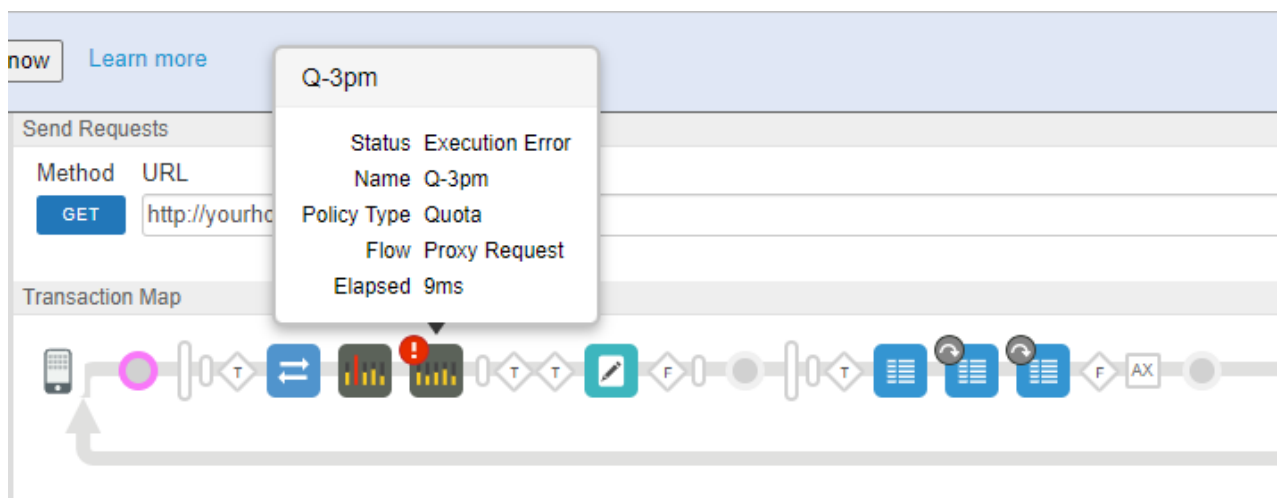 now Learn more
Q-3pm
Status Execution Error
Name Q-3pm
Policy Type Quota
Flow Proxy Request
Elapsed 9ms
Send Requests
Method URL
GET http://yourho
Transaction Map
! T T T F T F AX